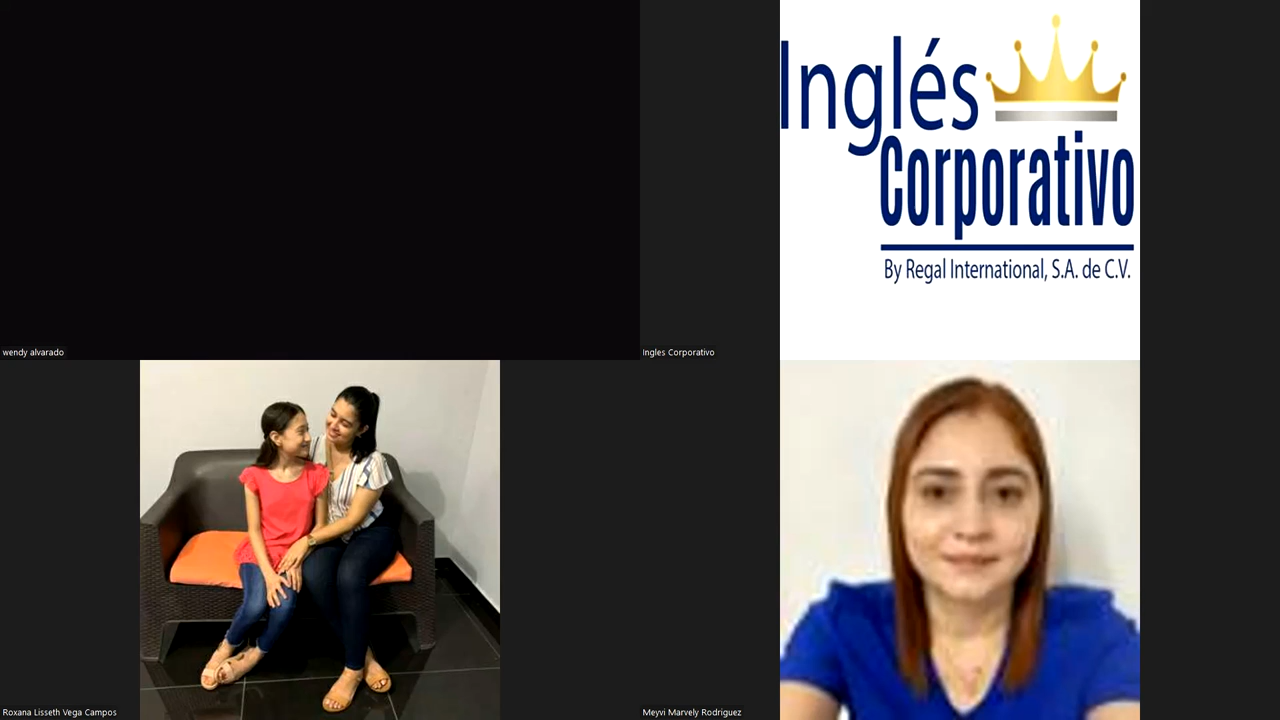 Inglés
Corporativo
By Regal International, S.A. de C.V.
wendy alvarado
Ingles Corporativo
Roxana Lisseth Vega Campos
Meyvi Marvely Rodriguez